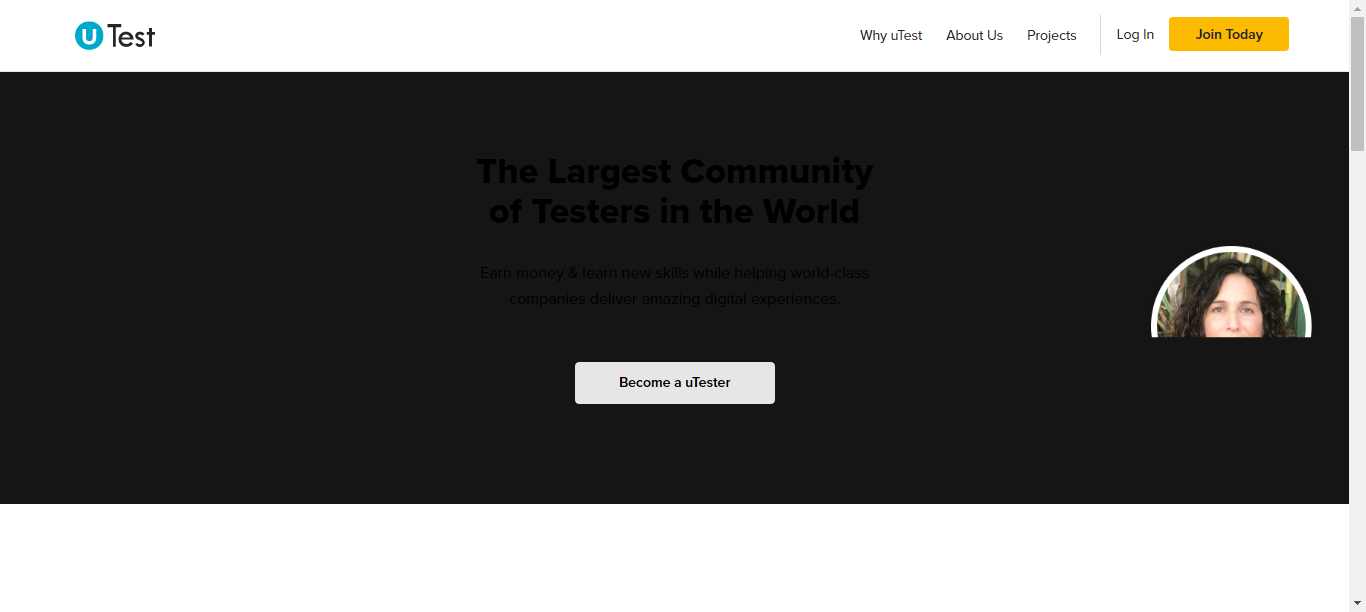 uTest
Why uTest
About Us
Projects
Log In
Join Today
The Largest Community
of Testers in the World
Earn money & learn new skills while helping world-class
companies deliver amazing digital experiences.
Become a uTester